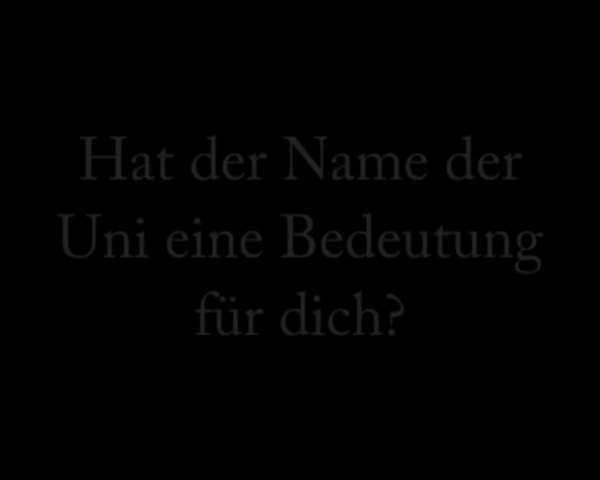 Hat der Name der
Uni eine Bedeutung
für dich?